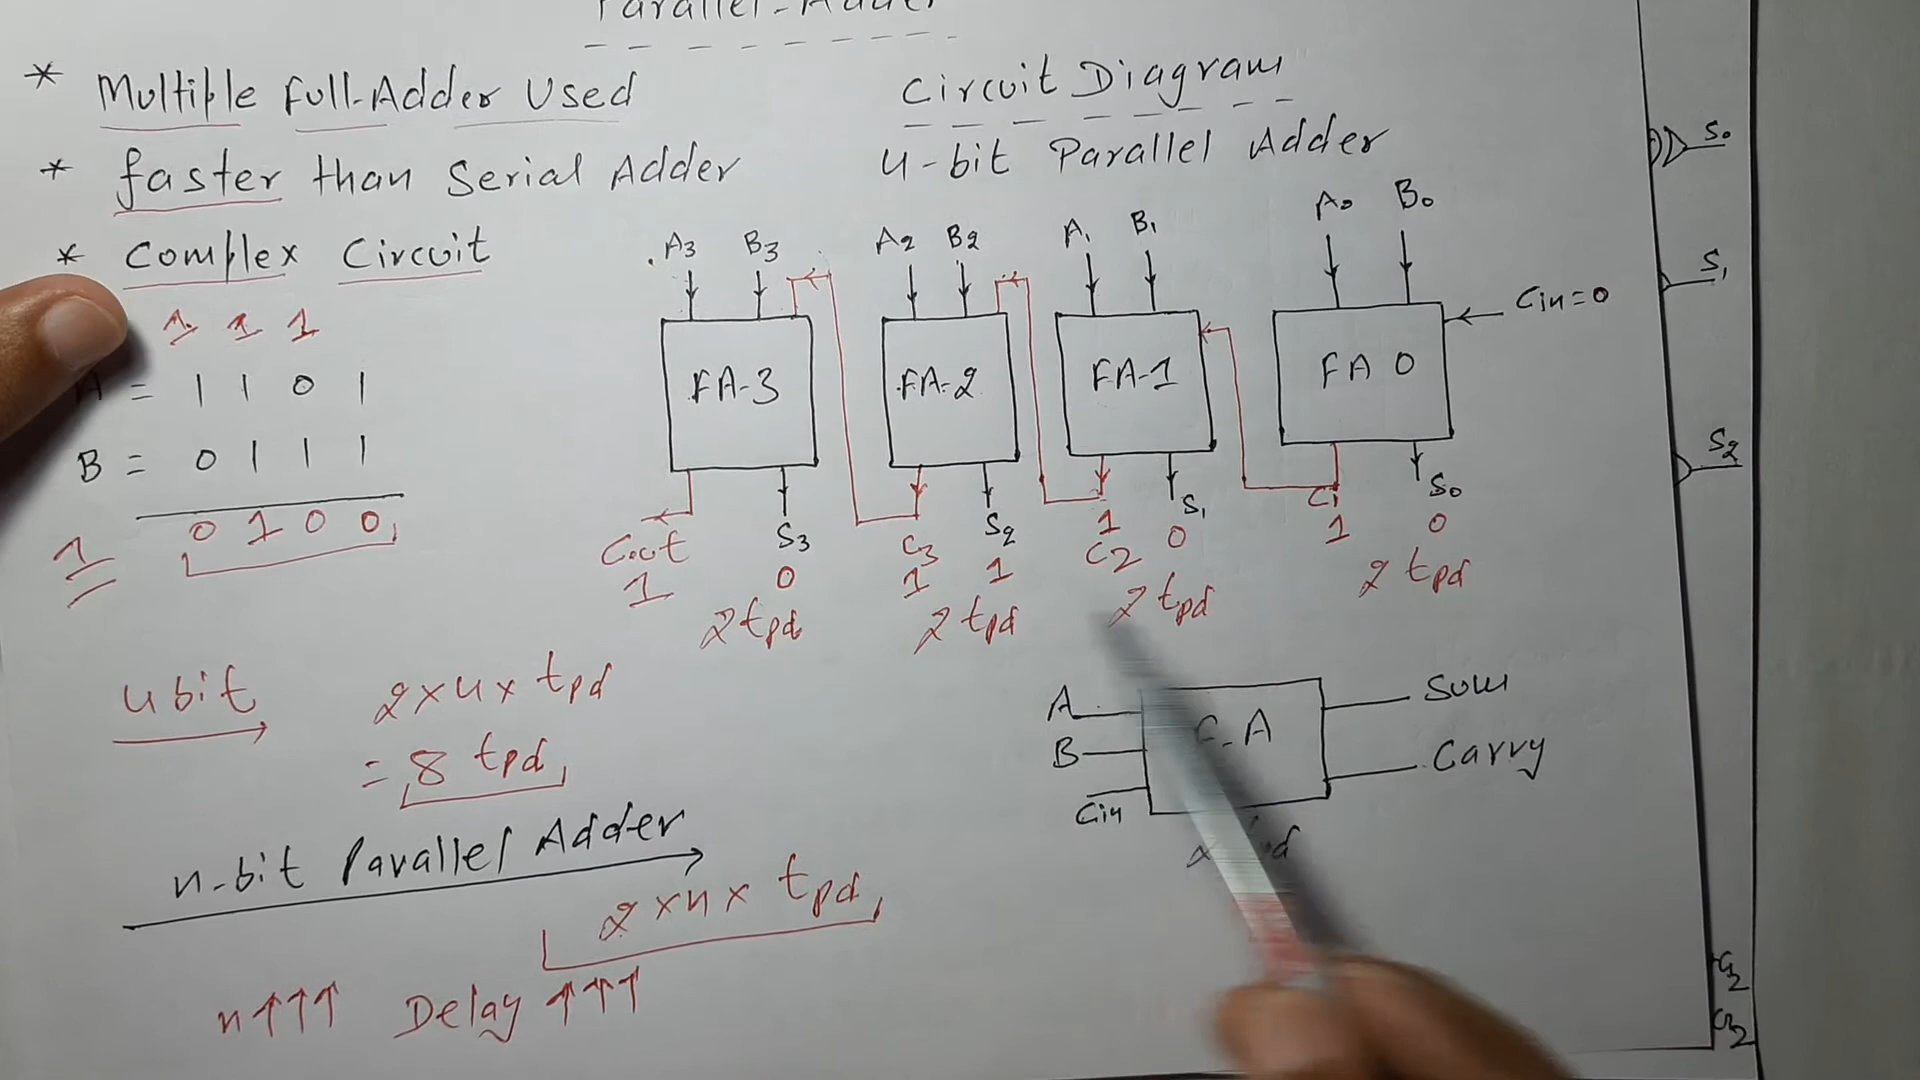 Parallel-Adder
* Multiple Full-Adder Used
* faster than Serial Adder
* Complex Circuit
1 1 1
A = 1 1 0 1
B = 0 1 1 1
1 0 1 0 0
4 bit 2×4× tpd
= 8 tpd
n-bit Parallel Adder
2×n× tpd
n↑↑↑ Delay ↑↑↑
Circuit Diagram
4-bit Parallel Adder
A3 B3 A2 B2 A1 B1 A0 B0
Cin=0
FA-3 FA-2 FA-1 FA 0
Cout S3 C3 S2 C2 S1 C1 S0
1 0 1 1 1 0 1 0
2 tpd 2 tpd 2 tpd 2 tpd
A Sum
B Carry
Cin
S0
S1
S2